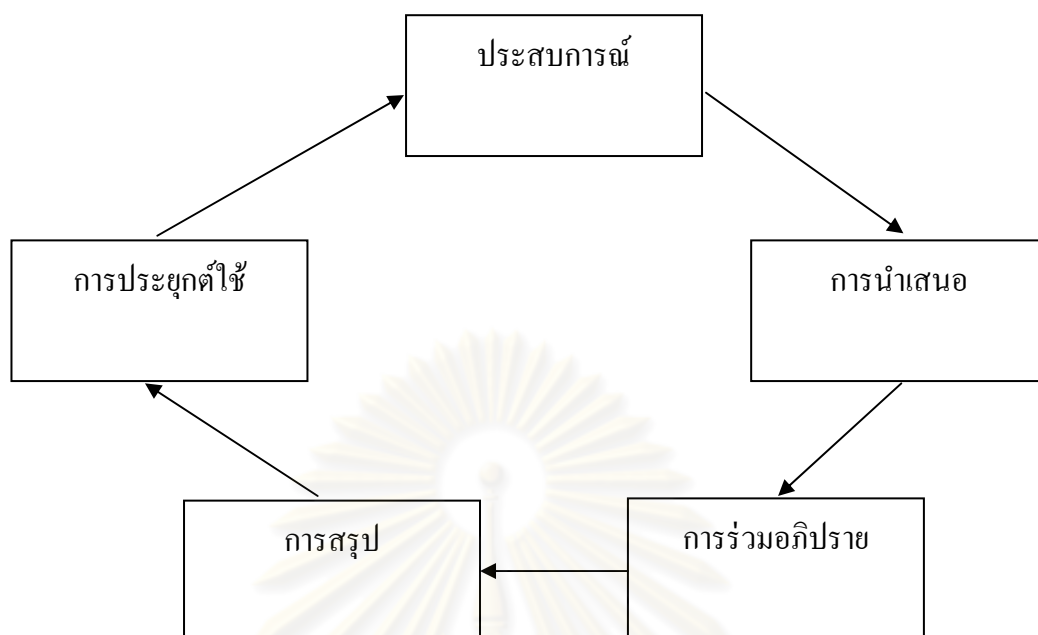 ประสบการณ์
การประยุกต์ใช้
การนำเสนอ
การสรุป
การร่วมอภิปราย